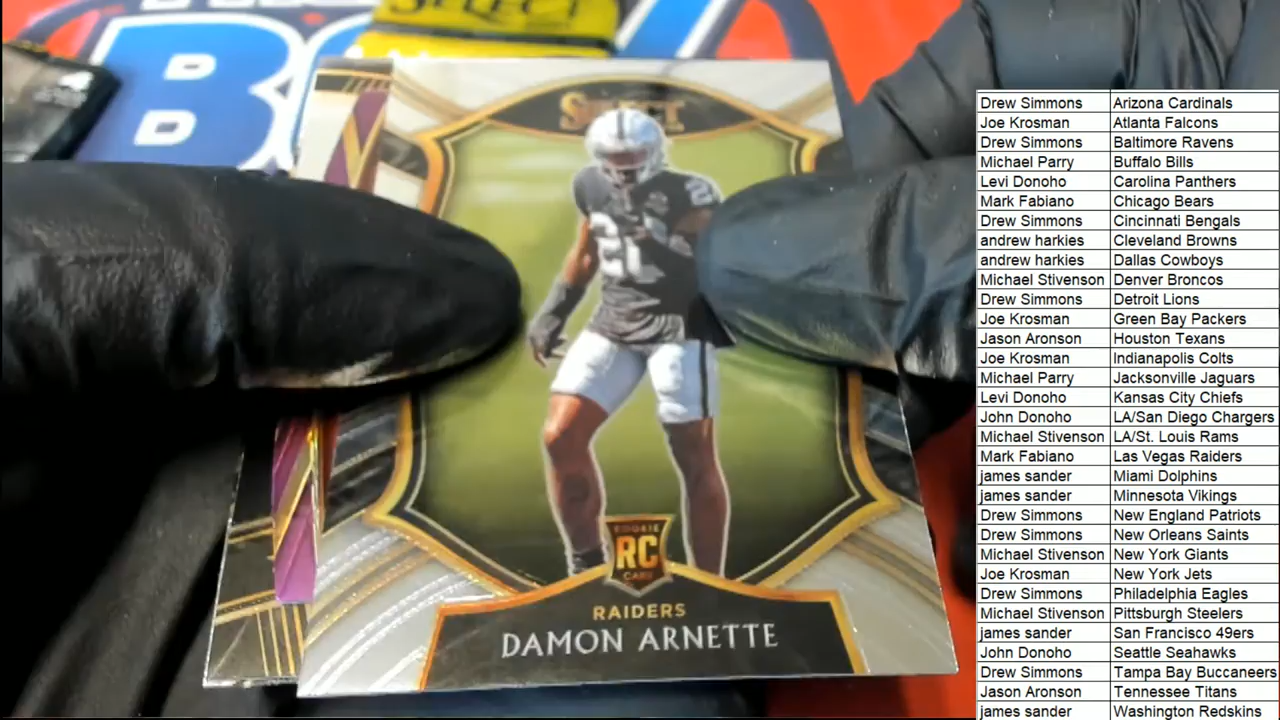 SELECT
B
SELECT
2
20
ROOKIE
RC
CARD
RAIDERS
DAMON ARNETTE
Drew Simmons Arizona Cardinals
Joe Krosman Atlanta Falcons
Drew Simmons Baltimore Ravens
Michael Parry Buffalo Bills
Levi Donoho Carolina Panthers
Mark Fabiano Chicago Bears
Drew Simmons Cincinnati Bengals
andrew harkies Cleveland Browns
andrew harkies Dallas Cowboys
Michael Stivenson Denver Broncos
Drew Simmons Detroit Lions
Joe Krosman Green Bay Packers
Jason Aronson Houston Texans
Joe Krosman Indianapolis Colts
Michael Parry Jacksonville Jaguars
Levi Donoho Kansas City Chiefs
John Donoho LA/San Diego Chargers
Michael Stivenson LA/St. Louis Rams
Mark Fabiano Las Vegas Raiders
james sander Miami Dolphins
james sander Minnesota Vikings
Drew Simmons New England Patriots
Drew Simmons New Orleans Saints
Michael Stivenson New York Giants
Joe Krosman New York Jets
Drew Simmons Philadelphia Eagles
Michael Stivenson Pittsburgh Steelers
james sander San Francisco 49ers
John Donoho Seattle Seahawks
Drew Simmons Tampa Bay Buccaneers
Jason Aronson Tennessee Titans
james sander Washington Redskins